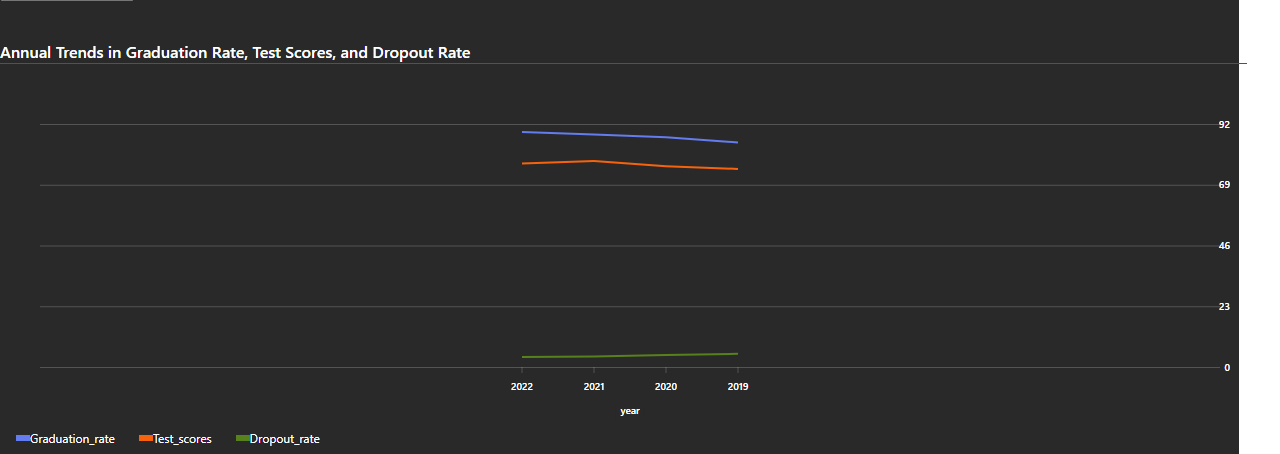 Annual Trends in Graduation Rate, Test Scores, and Dropout Rate
92
69
46
23
0
2022 2021 2020 2019
year
Graduation_rate Test_scores Dropout_rate